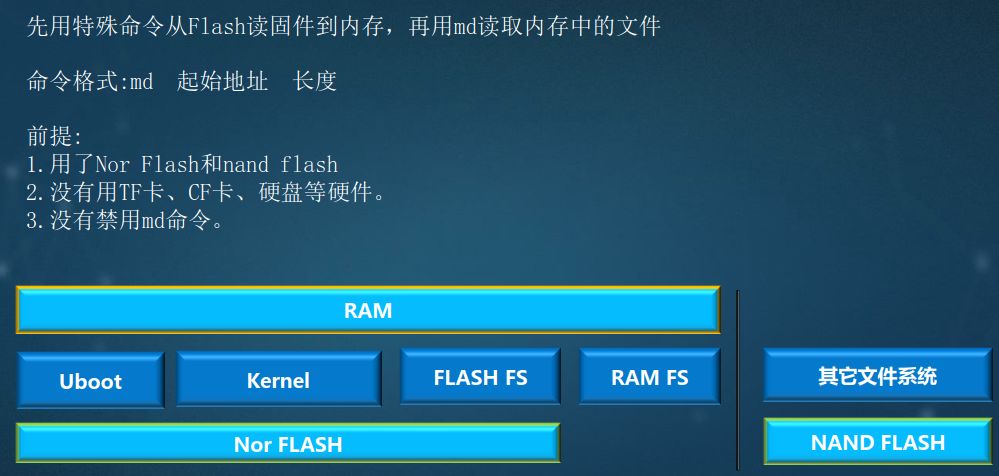 先用特殊命令从Flash读固件到内存，再用md读取内存中的文件
命令格式:md 起始地址 长度
前提:
1.用了Nor Flash和nand flash
2.没有用TF卡、CF卡、硬盘等硬件。
3.没有禁用md命令。
RAM
Uboot
Kernel
FLASH FS
RAM FS
其它文件系统
Nor FLASH
NAND FLASH